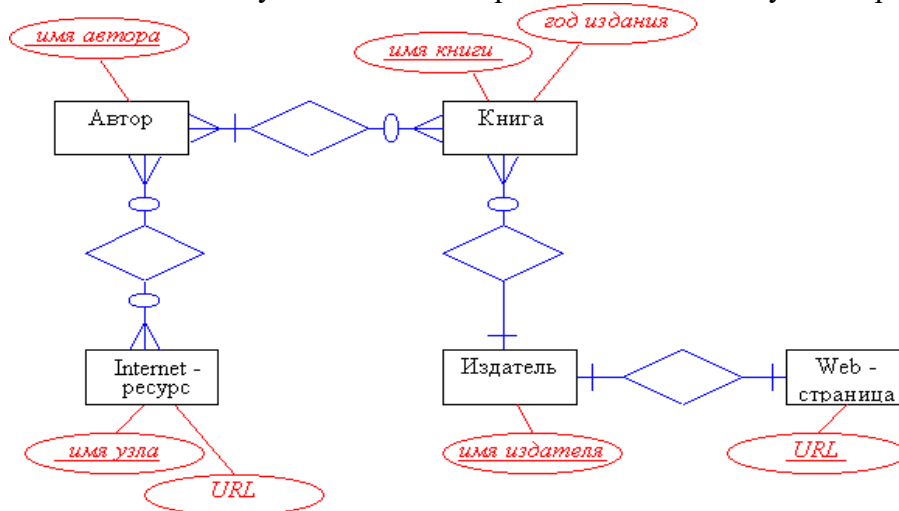 имя автора
имя книги
год издания
Автор
Книга
Internet -
ресурс
Издатель
Web -
страница
имя узла
URL
имя издателя
URL